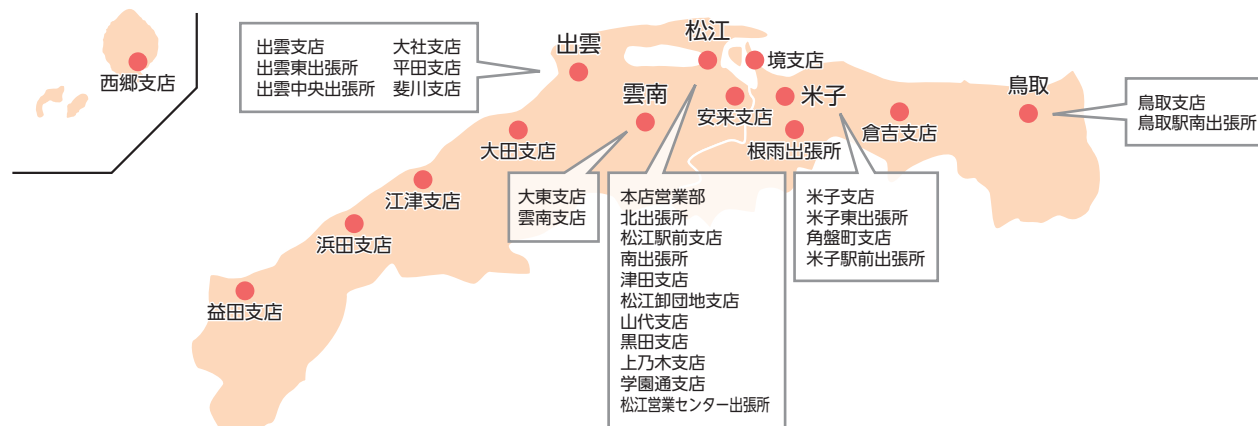 西郷支店
出雲支店
出雲東出張所
出雲中央出張所
大社支店
平田支店
斐川支店
出雲
松江
境支店
雲南
安来支店
米子
根雨出張所
倉吉支店
鳥取
鳥取支店
鳥取駅南出張所
大田支店
江津支店
浜田支店
益田支店
大東支店
雲南支店
本店営業部
北出張所
松江駅前支店
南出張所
津田支店
松江卸団地支店
山代支店
黒田支店
上乃木支店
学園通支店
松江営業センター出張所
米子支店
米子東出張所
角盤町支店
米子駅前出張所